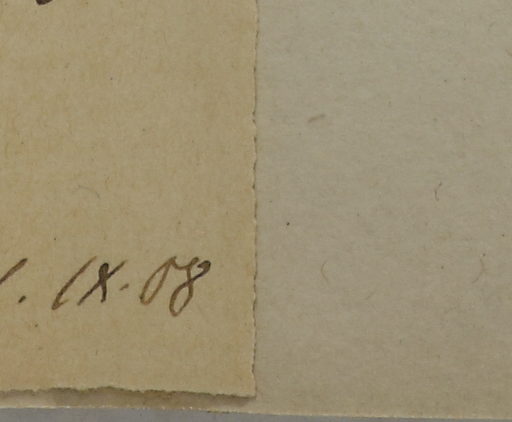 . IX. 08